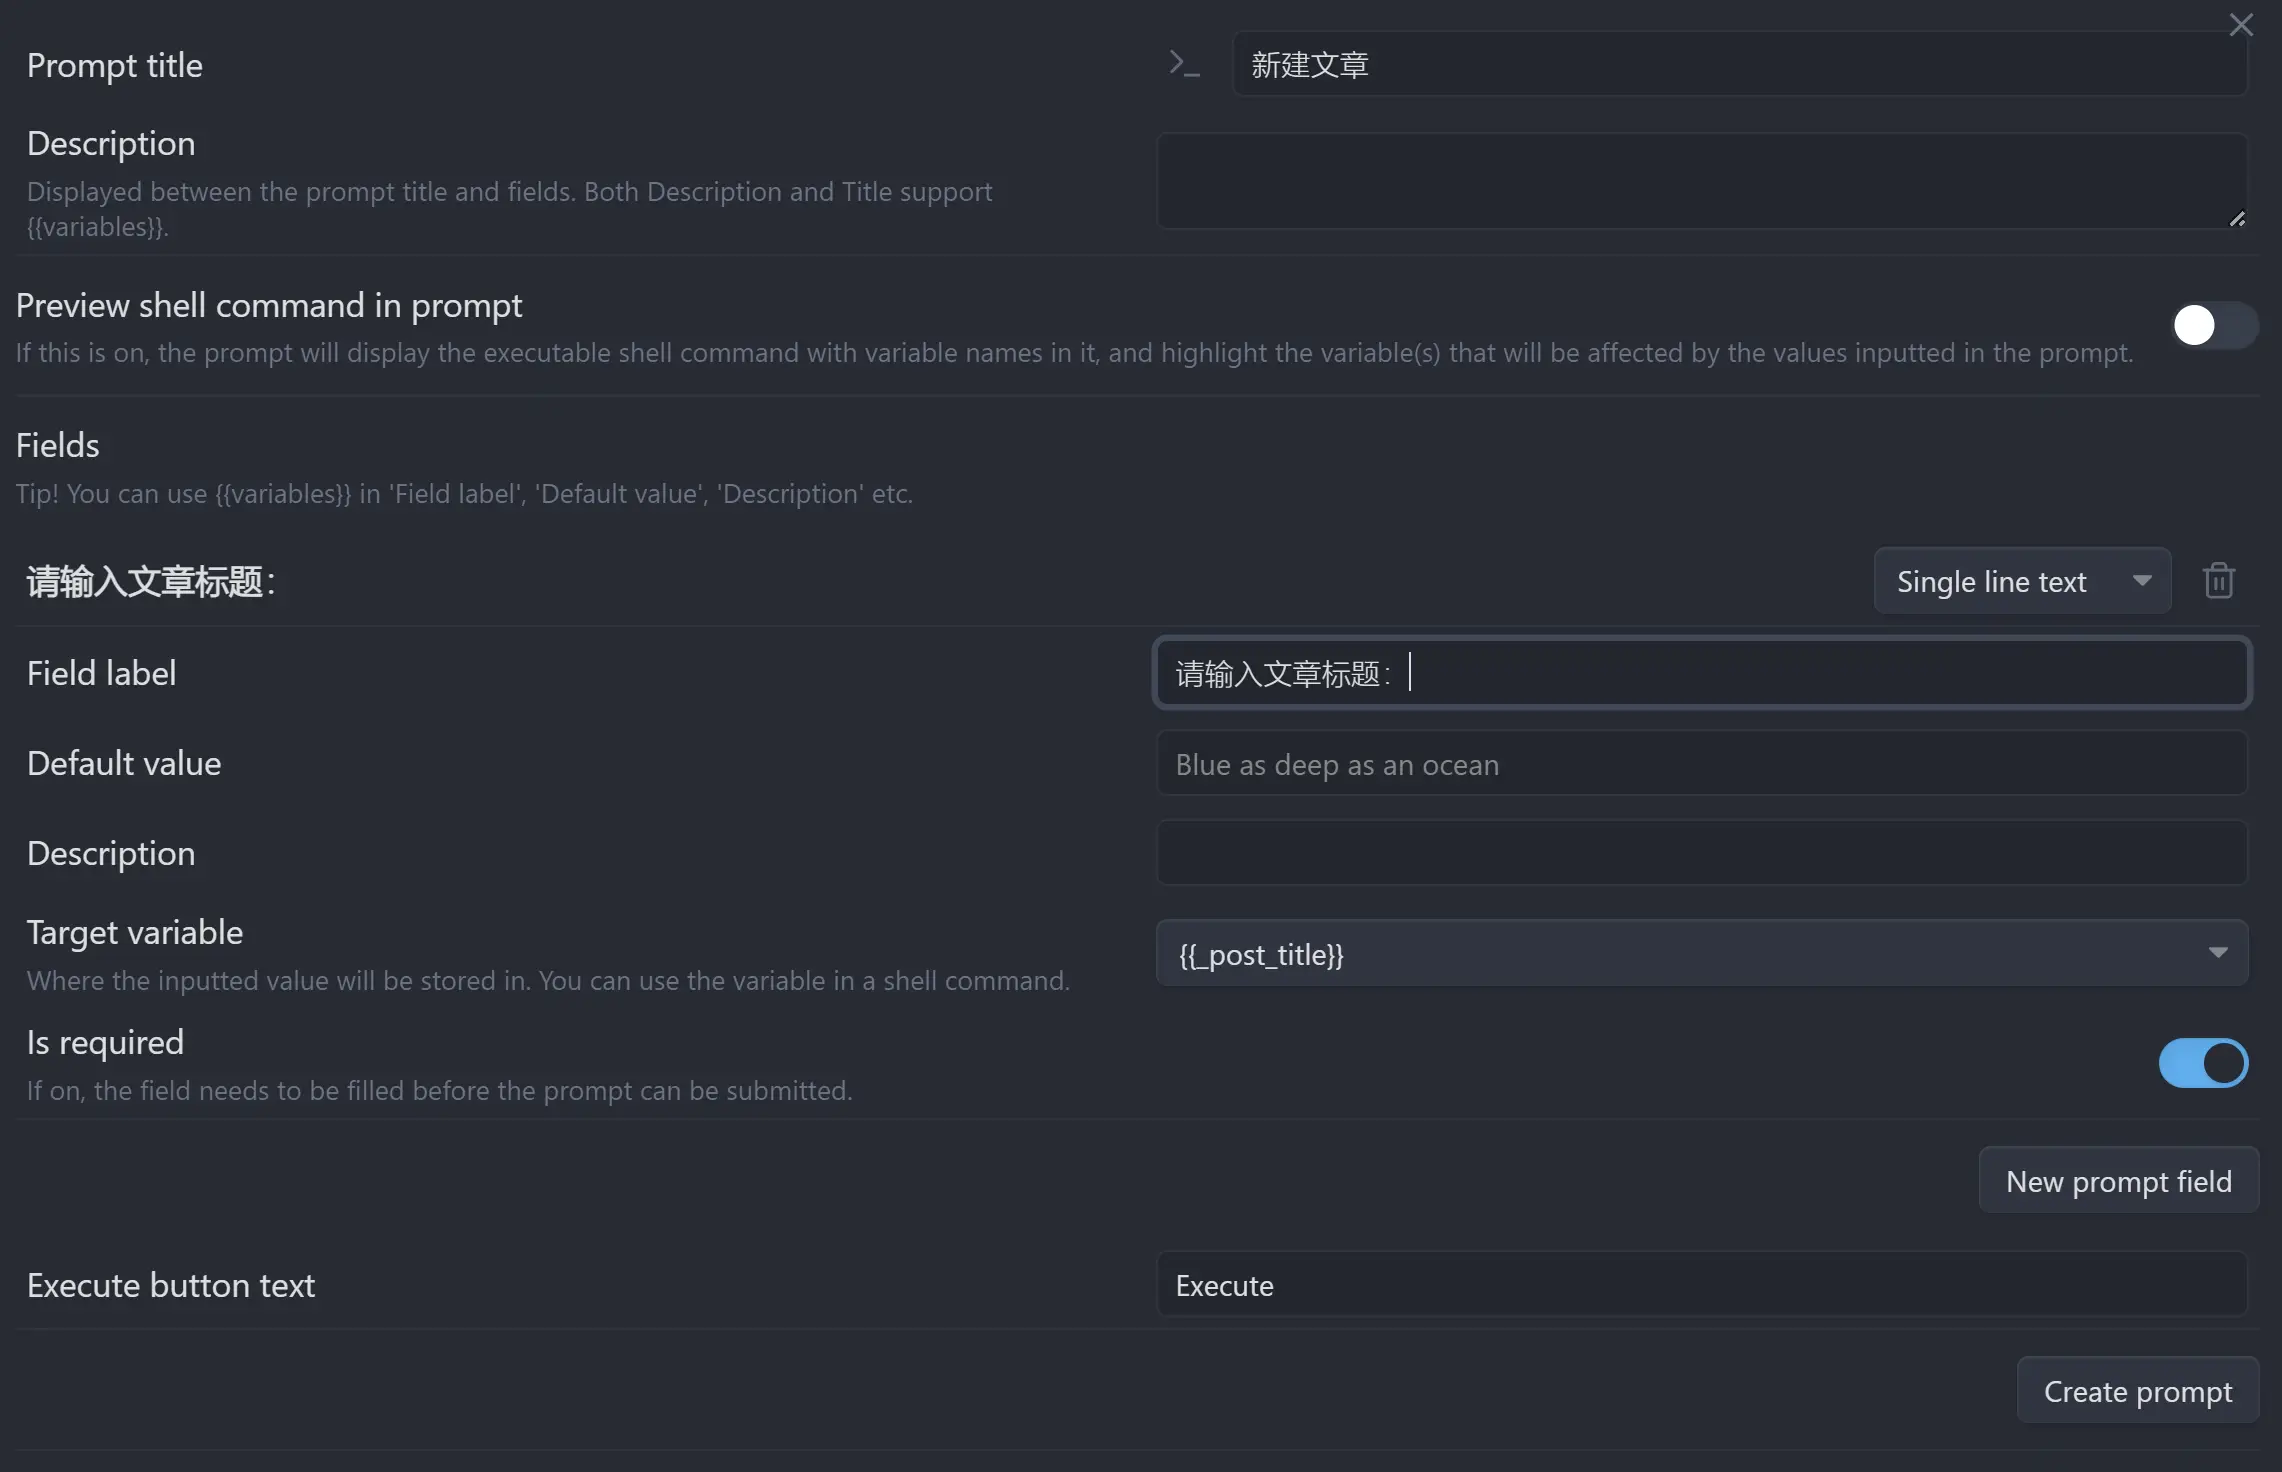 Prompt title
>_
新建文章
Description
Displayed between the prompt title and fields. Both Description and Title support
{{variables}}.
Preview shell command in prompt
If this is on, the prompt will display the executable shell command with variable names in it, and highlight the variable(s) that will be affected by the values inputted in the prompt.
Fields
Tip! You can use {{variables}} in 'Field label', 'Default value', 'Description' etc.
请输入文章标题：
Single line text
Field label
请输入文章标题：
Default value
Blue as deep as an ocean
Description
Target variable
{{_post_title}}
Where the inputted value will be stored in. You can use the variable in a shell command.
Is required
If on, the field needs to be filled before the prompt can be submitted.
New prompt field
Execute button text
Execute
Create prompt